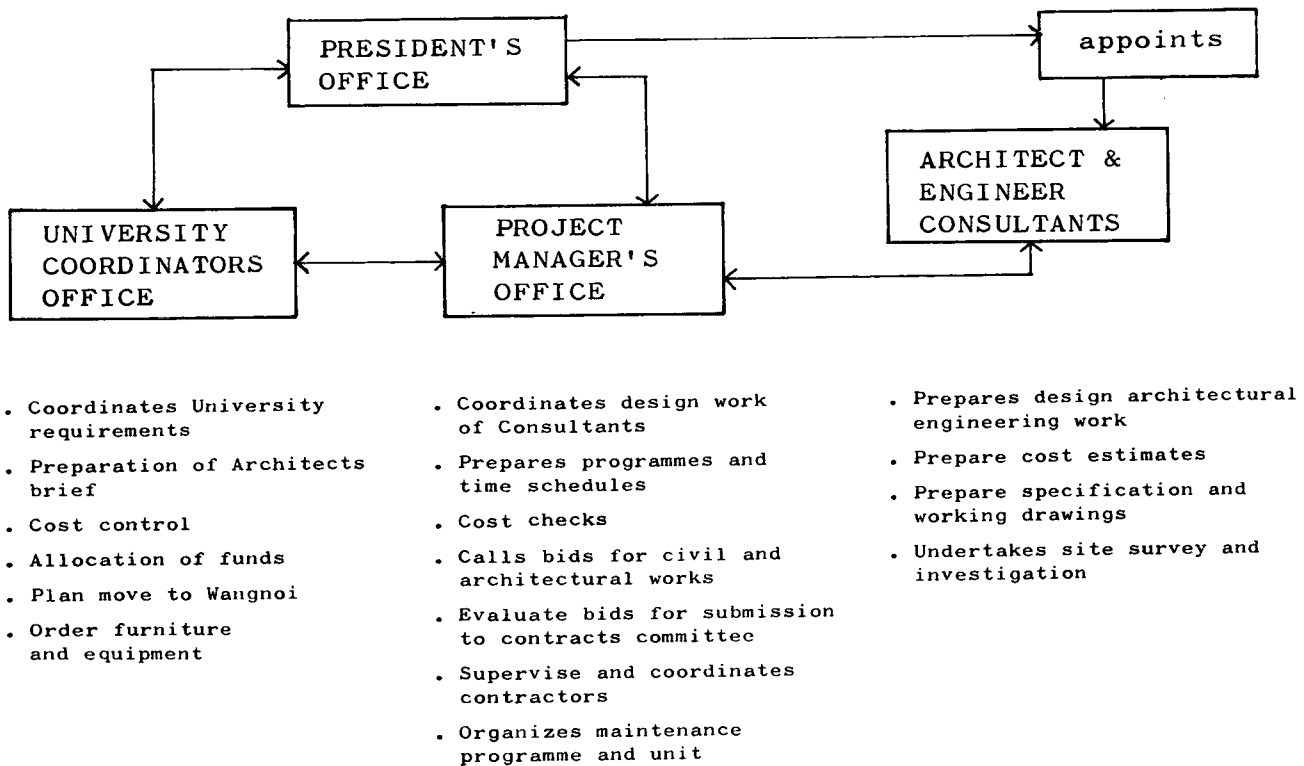 PRESIDENT'S
OFFICE
appoints
ARCHITECT &
ENGINEER
CONSULTANTS
UNIVERSITY
COORDINATORS
OFFICE
PROJECT
MANAGER'S
OFFICE
. Coordinates University
requirements
. Preparation of Architects
brief
. Cost control
. Allocation of funds
. Plan move to Wangnoi
. Order furniture
and equipment
. Coordinates design work
of Consultants
. Prepares programmes and
time schedules
. Cost checks
. Calls bids for civil and
architectural works
. Evaluate bids for submission
to contracts committee
. Supervise and coordinates
contractors
. Organizes maintenance
programme and unit
. Prepares design architectural
engineering work
. Prepare cost estimates
. Prepare specification and
working drawings
. Undertakes site survey and
investigation